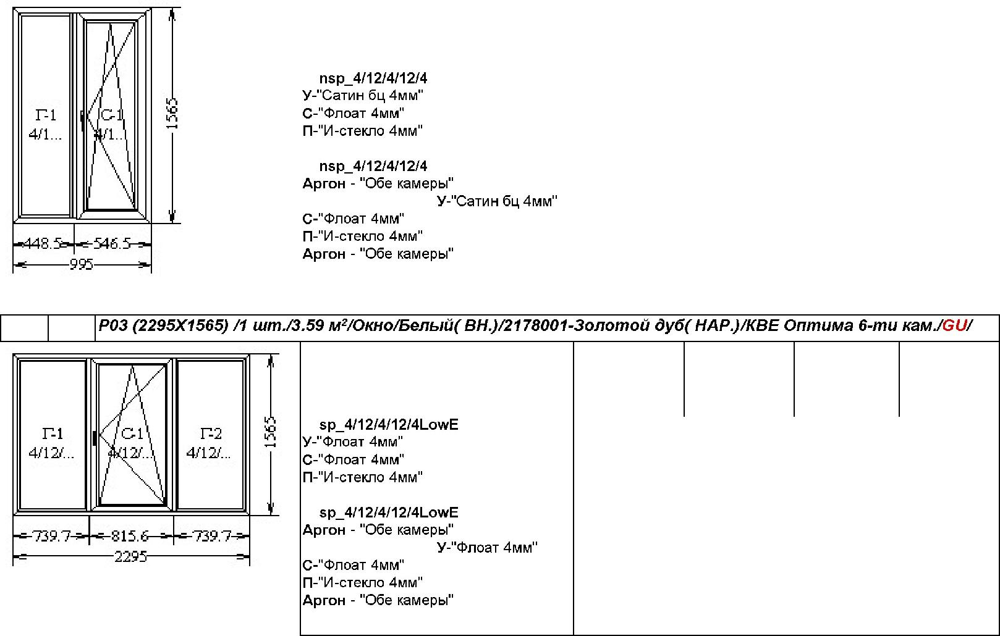 Г-1
4/1...
С-1
4/1...
1565
448.5
546.5
995
nsp_4/12/4/12/4
У-"Сатин бц 4мм"
С-"Флоат 4мм"
П-"И-стекло 4мм"
nsp_4/12/4/12/4
Аргон - "Обе камеры"
У-"Сатин бц 4мм"
С-"Флоат 4мм"
П-"И-стекло 4мм"
Аргон - "Обе камеры"
Р03 (2295X1565) /1 шт./3.59 м²/Окно/Белый( ВН.)/2178001-Золотой дуб( НАР.)/КВЕ Оптима 6-ти кам./GU/
Г-1
4/12/...
С-1
4/12/...
Г-2
4/12/...
1565
739.7
815.6
739.7
2295
sp_4/12/4/12/4LowE
У-"Флоат 4мм"
С-"Флоат 4мм"
П-"И-стекло 4мм"
sp_4/12/4/12/4LowE
Аргон - "Обе камеры"
У-"Флоат 4мм"
С-"Флоат 4мм"
П-"И-стекло 4мм"
Аргон - "Обе камеры"